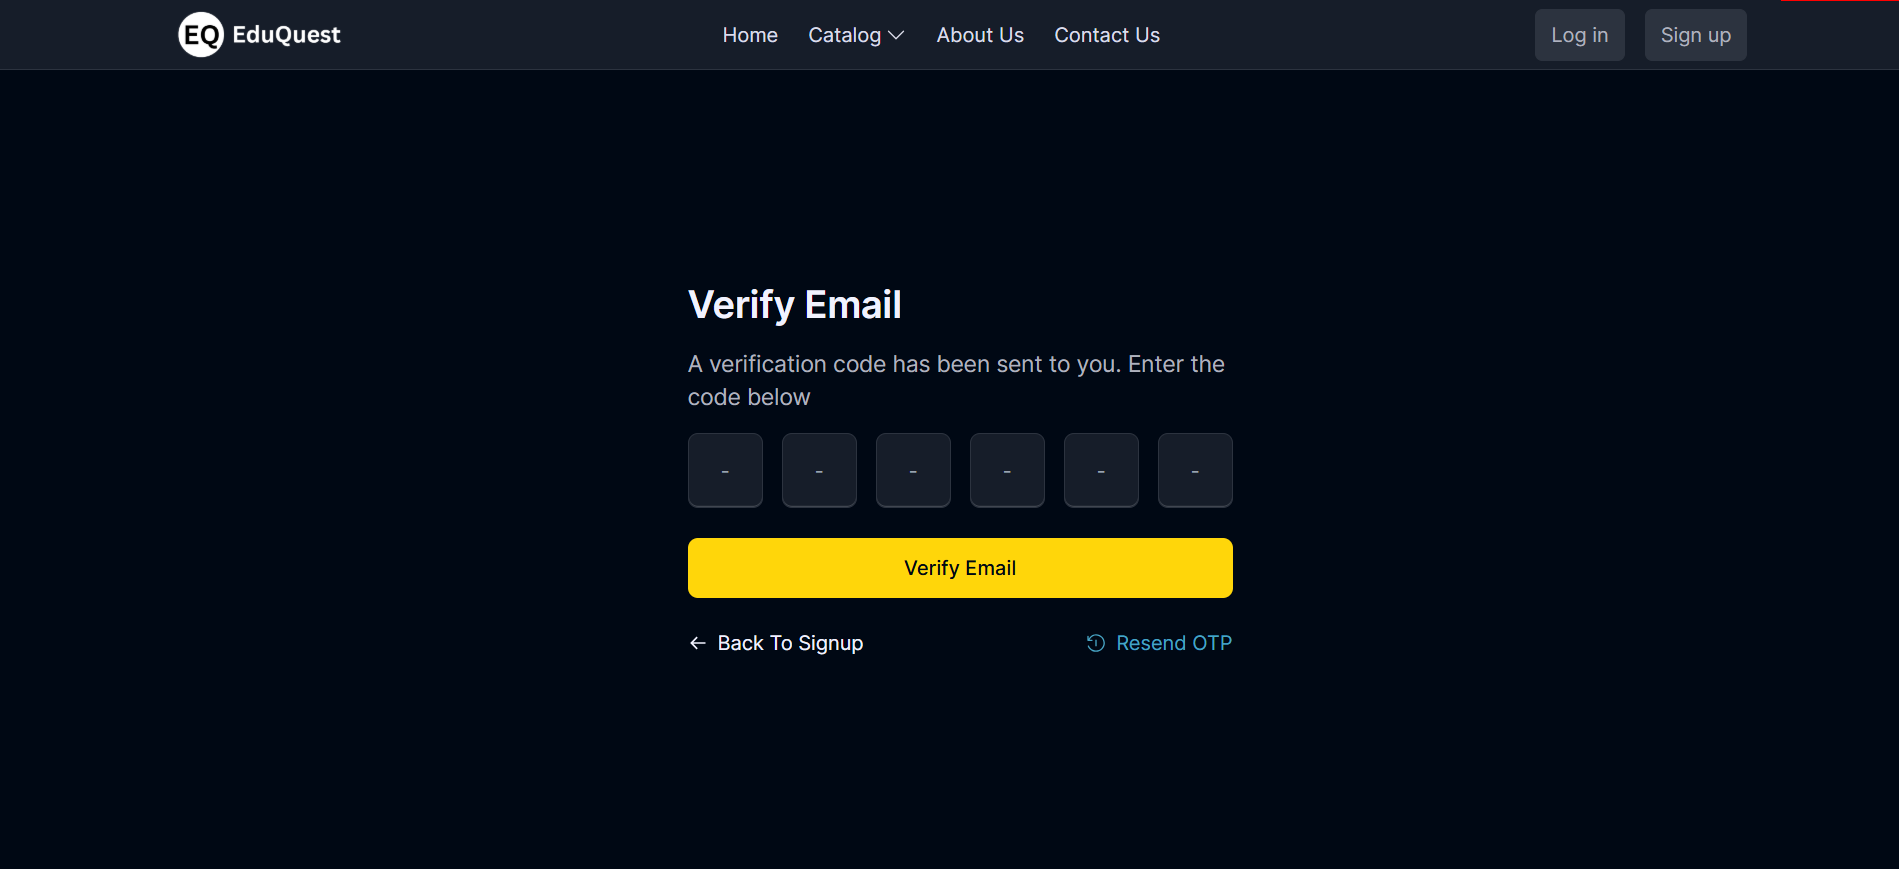 EQ EduQuest
Home Catalog About Us Contact Us
Log in Sign up
Verify Email
A verification code has been sent to you. Enter the
code below
- - - - - -
Verify Email
Back To Signup
Resend OTP